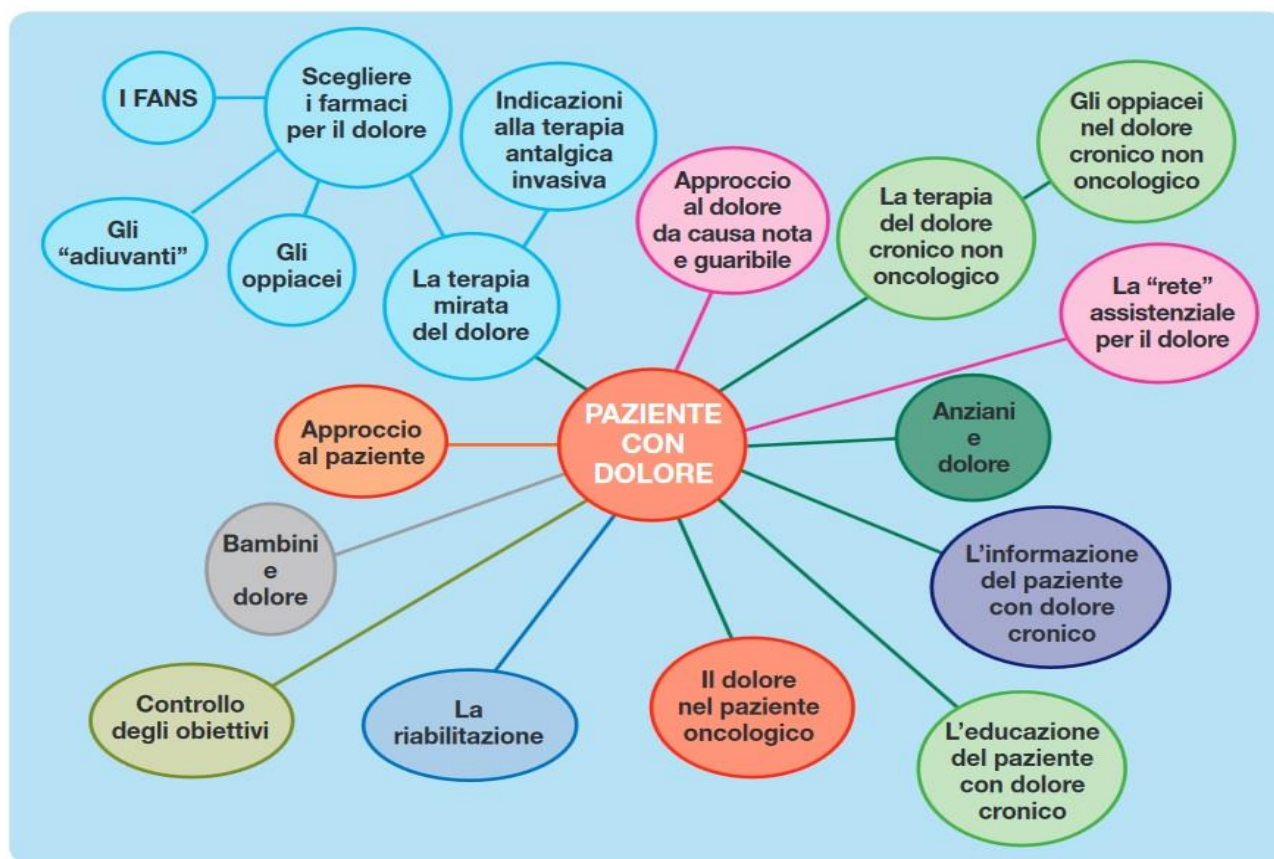 I FANS
Scegliere
i farmaci
per il dolore
Indicazioni
alla terapia
antalgica
invasiva
Gli oppiacei
nel dolore
cronico non
oncologico
Approccio
al dolore
da causa nota
e guaribile
La terapia
del dolore
cronico non
oncologico
Gli
“adiuvanti”
Gli
oppiacei
La terapia
mirata
del dolore
La “rete”
assistenziale
per il dolore
PAZIENTE
CON
DOLORE
Approccio
al paziente
Anziani
e
dolore
Bambini
e
dolore
L’informazione
del paziente
con dolore
cronico
Controllo
degli obiettivi
La
riabilitazione
Il dolore
nel paziente
oncologico
L’educazione
del paziente
con dolore
cronico